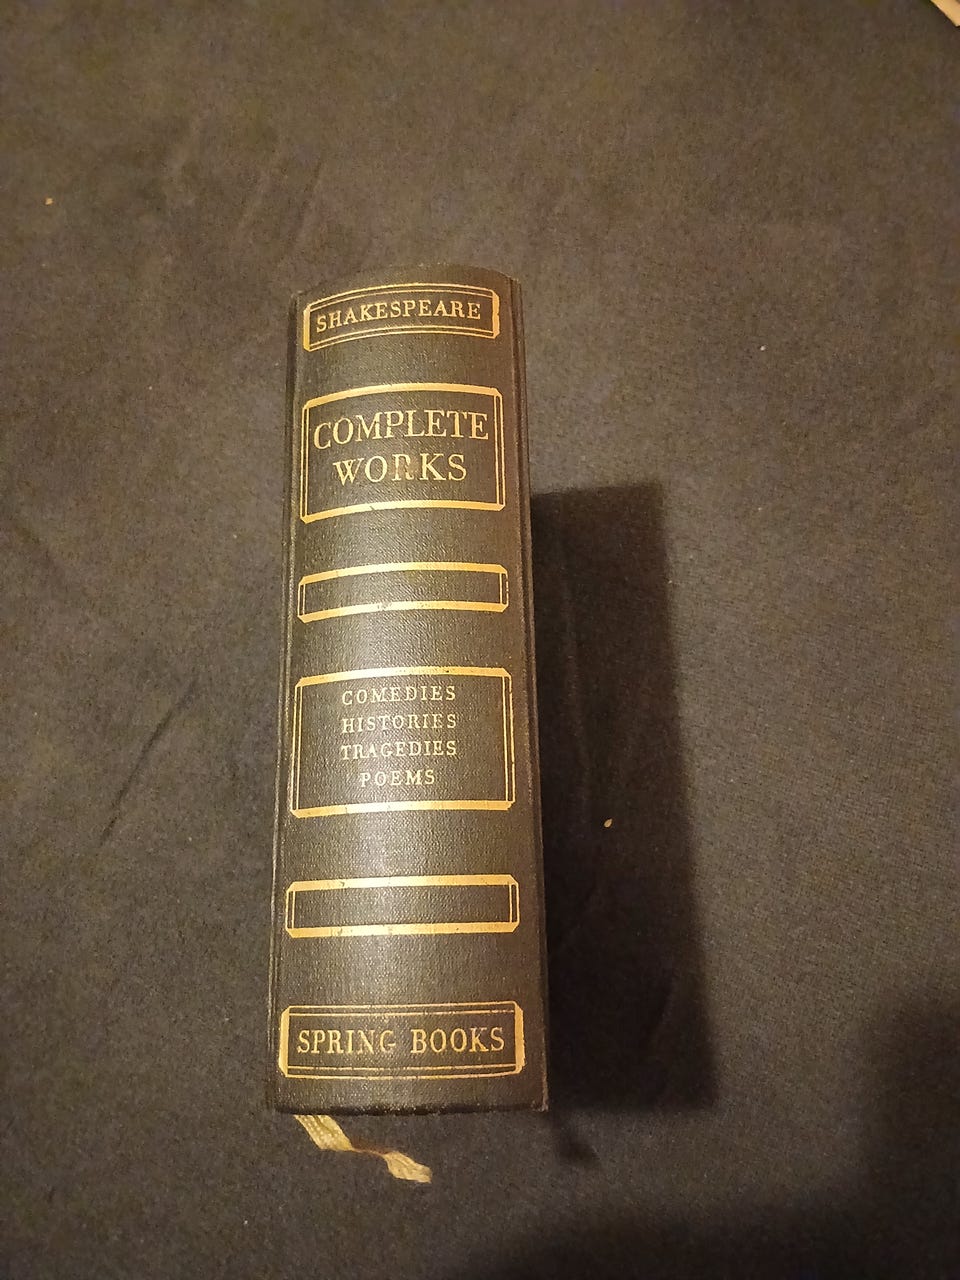 SHAKESPEARE
COMPLETE
WORKS
COMEDIES
HISTORIES
TRAGEDIES
POEMS
SPRING BOOKS